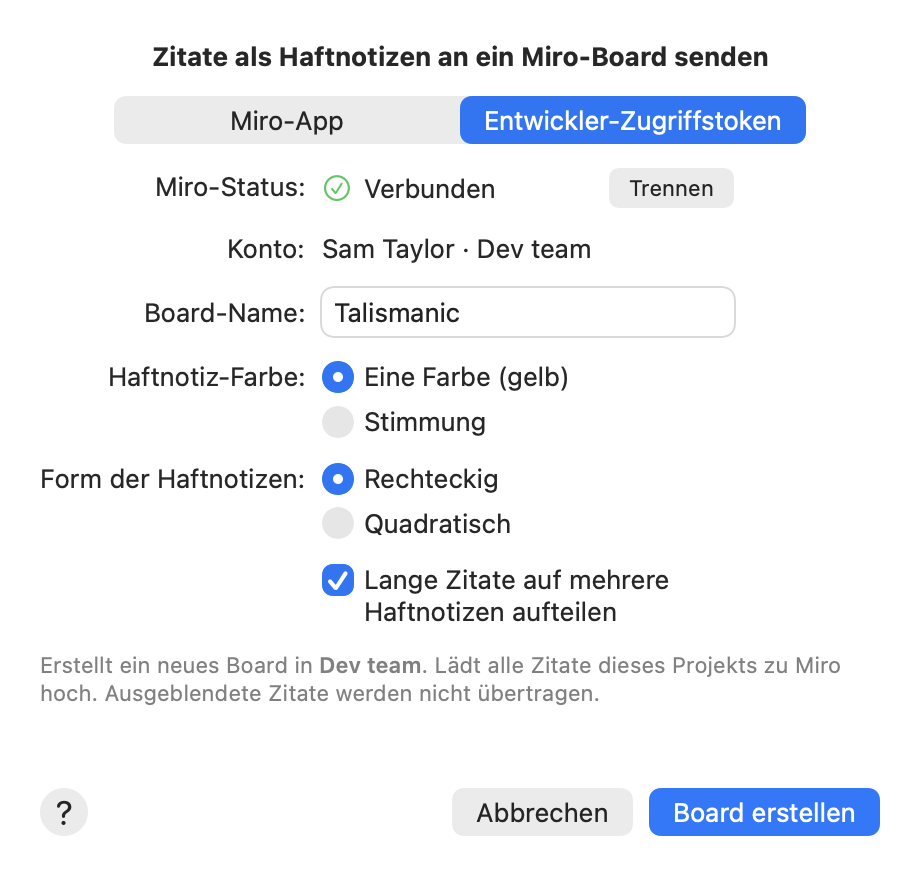 Zitate als Haftnotizen an ein Miro-Board senden
Miro-App
Entwickler-Zugriffstoken
Miro-Status: Verbunden
Trennen
Konto: Sam Taylor · Dev team
Board-Name: Talismanic
Haftnotiz-Farbe: Eine Farbe (gelb)
Stimmung
Form der Haftnotizen: Rechteckig
Quadratisch
Lange Zitate auf mehrere
Haftnotizen aufteilen
Erstellt ein neues Board in Dev team. Lädt alle Zitate dieses Projekts zu Miro
hoch. Ausgeblendete Zitate werden nicht übertragen.
?
Abbrechen
Board erstellen